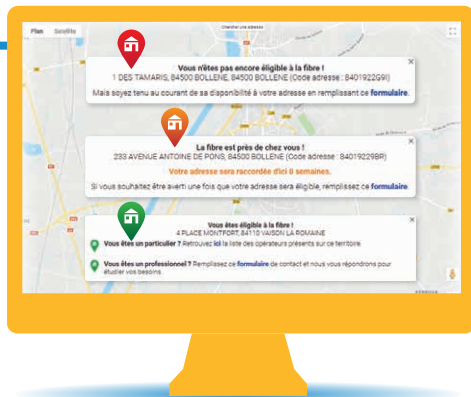 Plan Satellite
Chercher une adresse
Vous n'êtes pas encore éligible à la fibre !
1 DES TAMARIS, 84500 BOLLENE, 84500 BOLLENE (Code adresse : 8401922G9I)
Mais soyez tenu au courant de sa disponibilité à votre adresse en remplissant ce formulaire.
La fibre est près de chez vous !
233 AVENUE ANTOINE DE PONS, 84500 BOLLENE (Code adresse : 84019229BR)
Votre adresse sera raccordée d'ici 8 semaines.
Si vous souhaitez être averti une fois que votre adresse sera éligible, remplissez ce formulaire.
Vous êtes éligible à la fibre !
4 PLACE MONTFORT, 84110 VAISON LA ROMAINE
Vous êtes un particulier ? Retrouvez ici la liste des opérateurs présents sur ce territoire.
Vous êtes un professionnel ? Remplissez ce formulaire de contact et nous vous répondrons pour
étudier vos besoins.